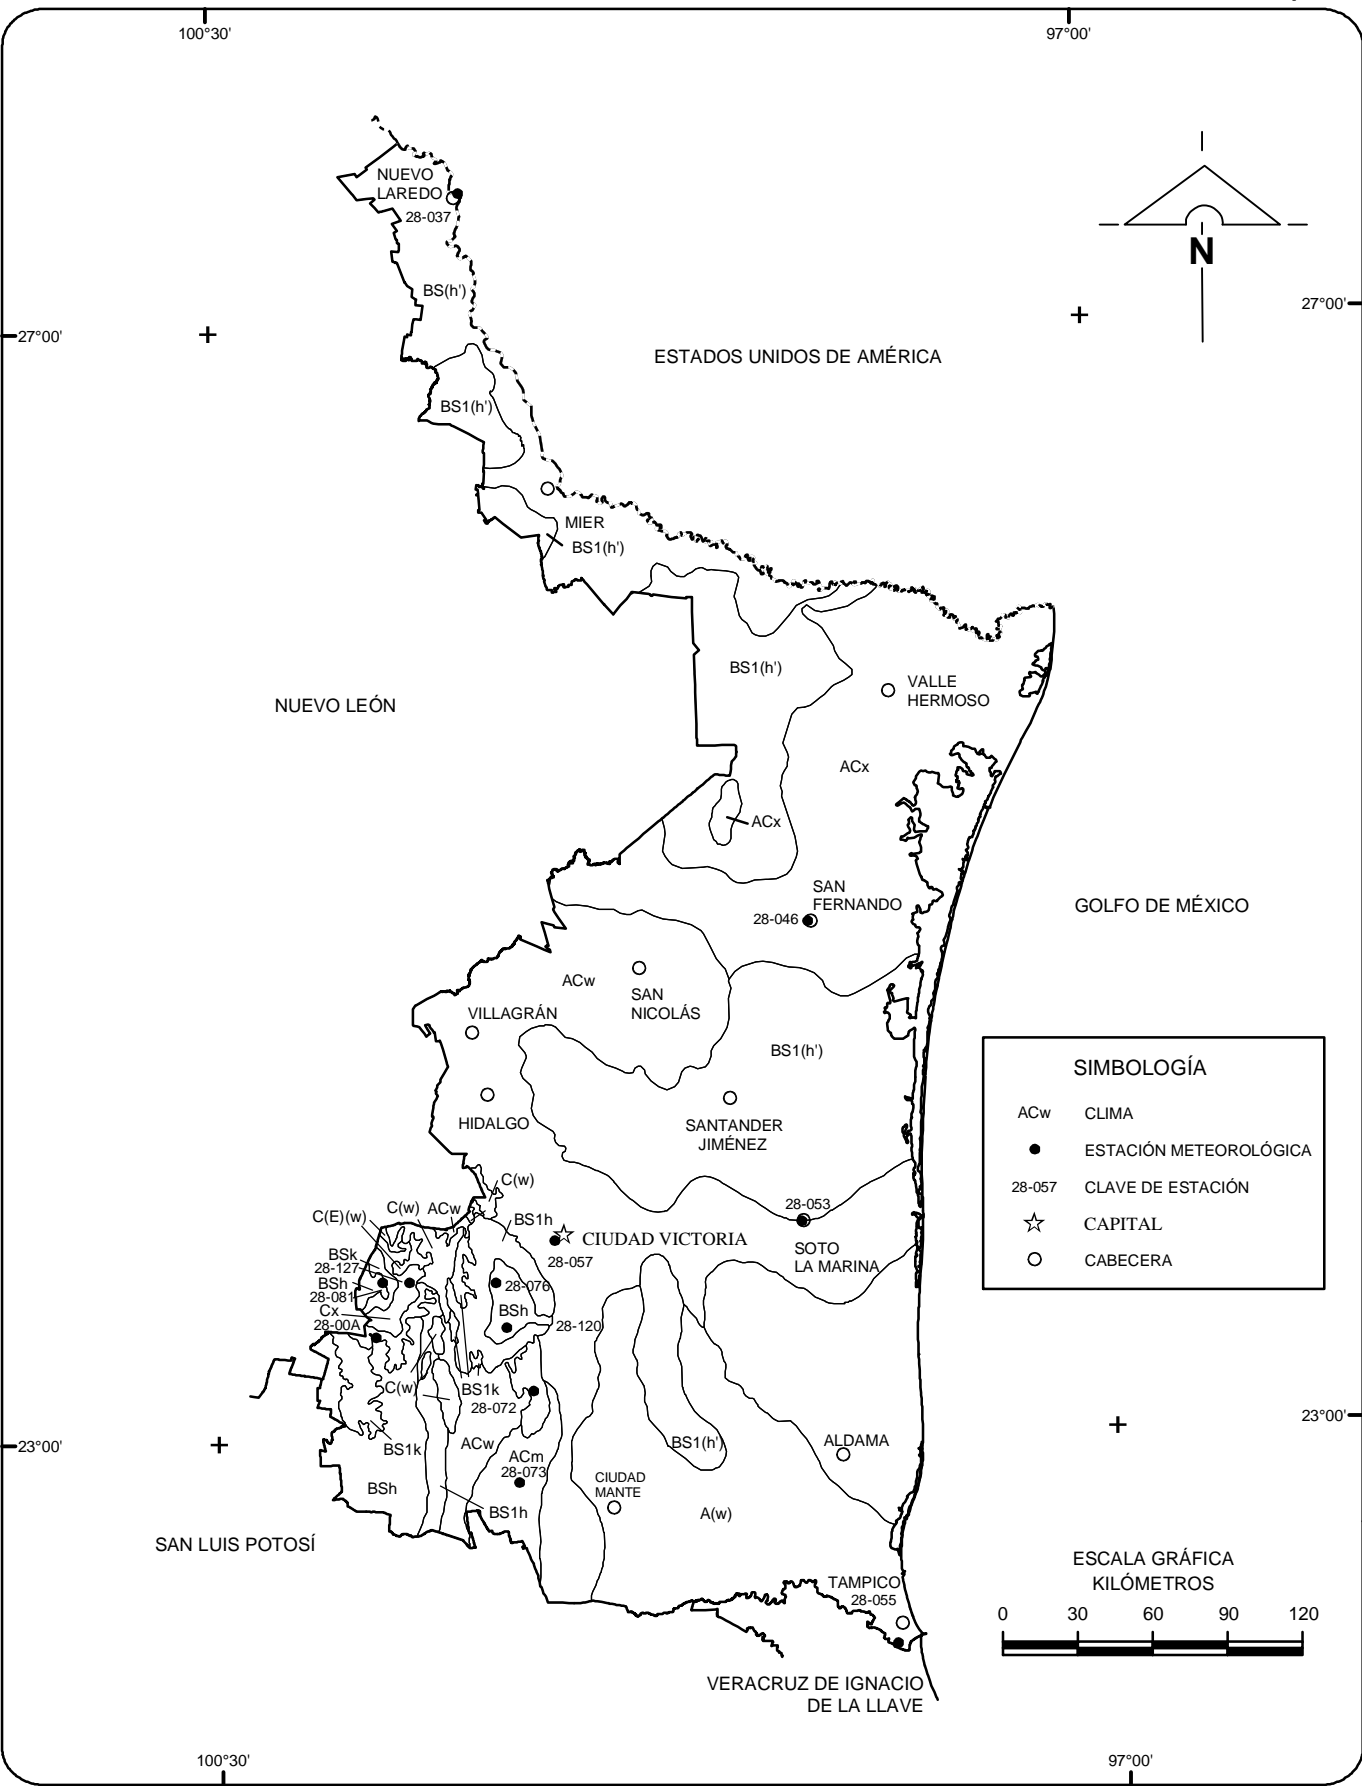 100°30'
97°00'
NUEVO
LAREDO
28-037
N
BS(h')
27°00'
27°00'
ESTADOS UNIDOS DE AMÉRICA
BS1(h')
MIER
BS1(h')
BS1(h')
VALLE
HERMOSO
NUEVO LEÓN
ACx
ACx
SAN
FERNANDO
28-046
GOLFO DE MÉXICO
ACw
SAN
NICOLÁS
VILLAGRÁN
BS1(h')
HIDALGO
SANTANDER
JIMÉNEZ
SIMBOLOGÍA
ACw CLIMA
ESTACIÓN METEOROLÓGICA
28-057 CLAVE DE ESTACIÓN
CAPITAL
CABECERA
C(w)
C(w)
ACw
C(E)(w)
BS1h
28-053
CIUDAD VICTORIA
SOTO
LA MARINA
28-057
BSk
28-127
BSh
28-081
Cx
28-00A
28-076
BSh
28-120
C(w)
BS1k
28-072
BS1k
ACw
ACm
28-073
BSh
BS1h
BS1(h')
ALDAMA
CIUDAD
MANTE
A(w)
23°00'
23°00'
SAN LUIS POTOSÍ
TAMPICO
28-055
ESCALA GRÁFICA
KILÓMETROS
0 30 60 90 120
VERACRUZ DE IGNACIO
DE LA LLAVE
100°30'
97°00'